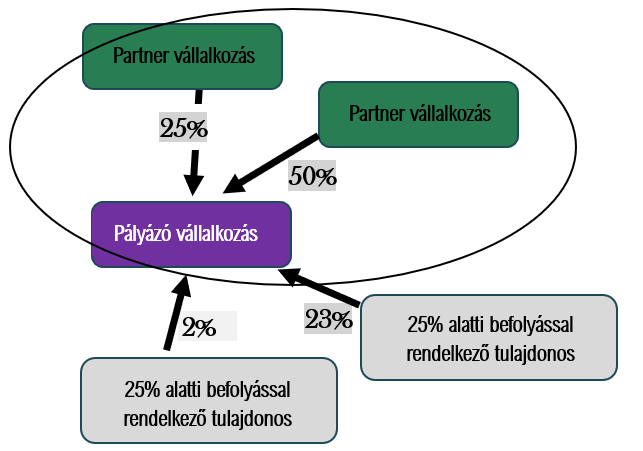 Partner vállalkozás
25%
Partner vállalkozás
50%
Pályázó vállalkozás
2%
23%
25% alatti befolyással
rendelkező tulajdonos
25% alatti befolyással
rendelkező tulajdonos